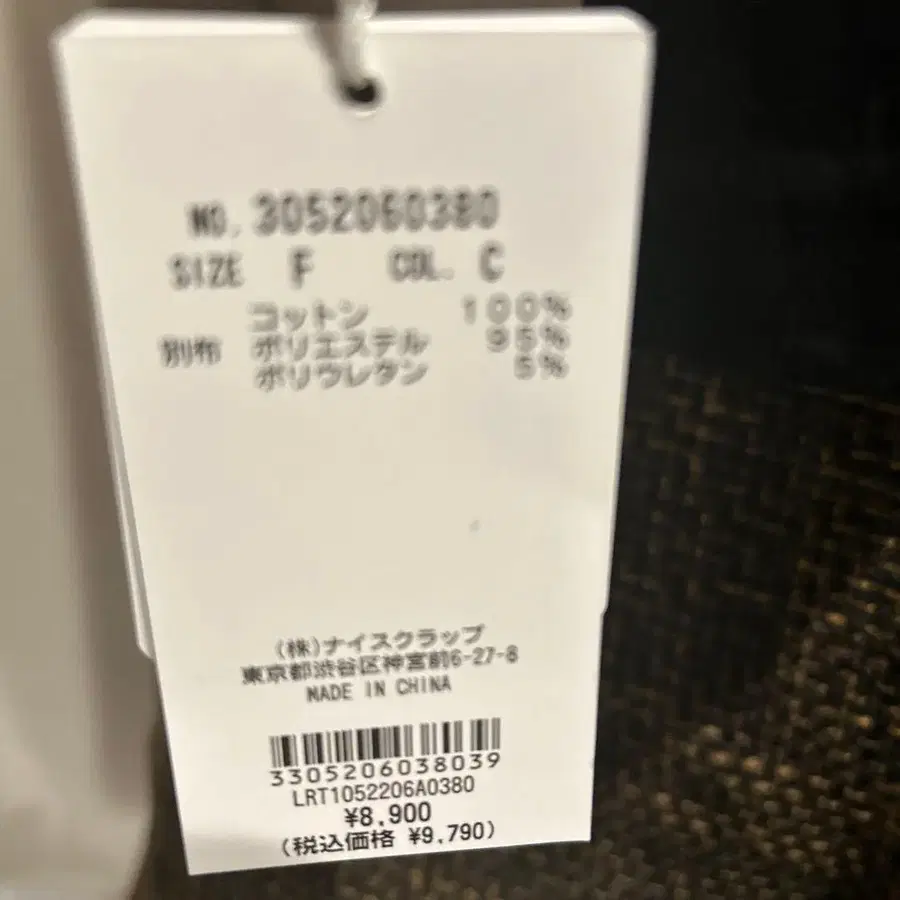 NO. 3052060380
SIZE F COL. C
コットン 100%
別布 ポリエステル 95%
ポリウレタン 5%
(株)ナイスクラップ
東京都渋谷区神宮前6-27-8
MADE IN CHINA
3305206038039
LRT1052206A0380
¥8,900
(税込価格 ¥9,790)